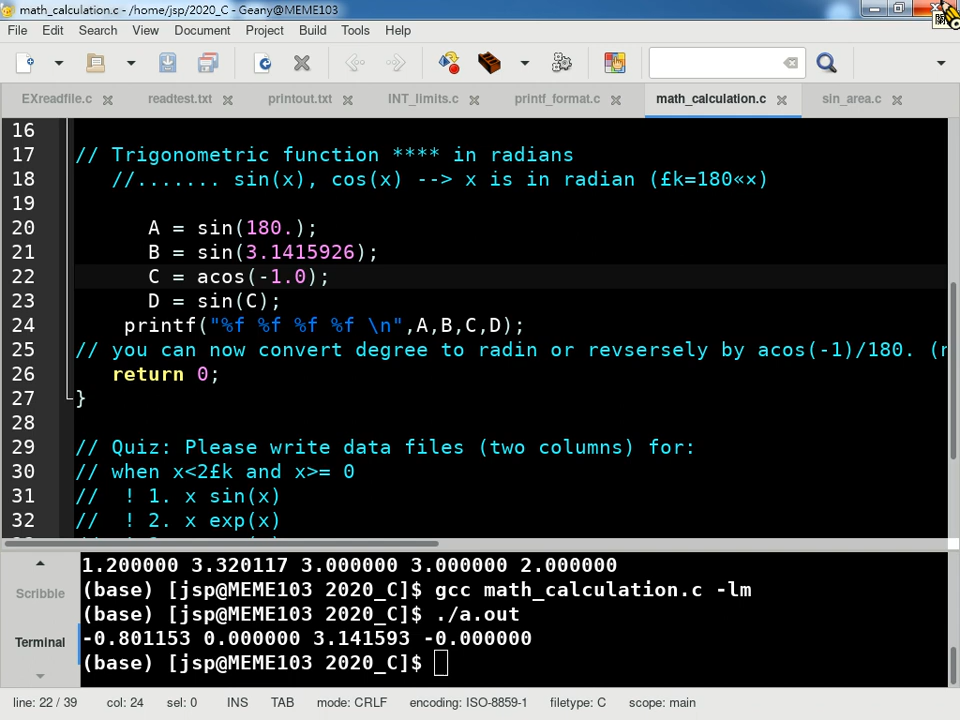 math_calculation.c - /home/jsp/2020_C - Geany@MEME103
File Edit Search View Document Project Build Tools Help
EXreadfile.c readtest.txt printout.txt INT_limits.c printf_format.c math_calculation.c sin_area.c
16
17 // Trigonometric function **** in radians
18 //....... sin(x), cos(x) --> x is in radian (£k=180«×)
19
20 A = sin(180.);
21 B = sin(3.1415926);
22 C = acos(-1.0);
23 D = sin(C);
24 printf("%f %f %f %f \n",A,B,C,D);
25 // you can now convert degree to radin or revsersely by acos(-1)/180. (
26 return 0;
27 }
28
29 // Quiz: Please write data files (two columns) for:
30 // when x<2£k and x>= 0
31 // ! 1. x sin(x)
32 // ! 2. x exp(x)
1.200000 3.320117 3.000000 3.000000 2.000000
(base) [jsp@MEME103 2020_C]$ gcc math_calculation.c -lm
(base) [jsp@MEME103 2020_C]$ ./a.out
-0.801153 0.000000 3.141593 -0.000000
(base) [jsp@MEME103 2020_C]$
Scribble
Terminal
line: 22 / 39 col: 24 sel: 0 INS TAB mode: CRLF encoding: ISO-8859-1 filetype: C scope: main